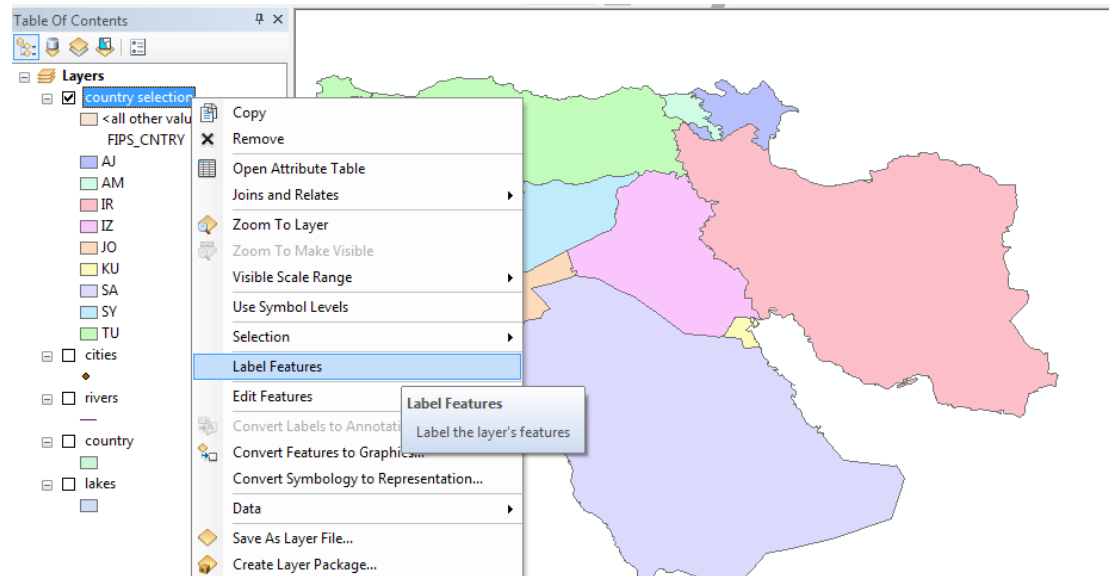 Table Of Contents
Layers
country selection
<all other valu
FIPS_CNTRY
AJ
AM
IR
IZ
JO
KU
SA
SY
TU
cities
rivers
country
lakes
Copy
Remove
Open Attribute Table
Joins and Relates
Zoom To Layer
Zoom To Make Visible
Visible Scale Range
Use Symbol Levels
Selection
Label Features
Edit Features
Convert Labels to Annotati
Convert Features to Graphics...
Convert Symbology to Representation...
Data
Save As Layer File...
Create Layer Package...
Label Features
Label the layer's features